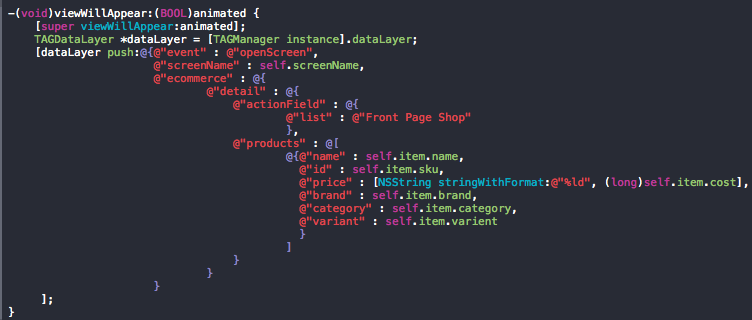 -(void)viewWillAppear:(BOOL)animated {
[super viewWillAppear:animated];
TAGDataLayer *dataLayer = [TAGManager instance].dataLayer;
[dataLayer push:@{@"event" : @"openScreen",
@"screenName" : self.screenName,
@"ecommerce" : @{
@"detail" : @{
@"actionField" : @{
@"list" : @"Front Page Shop"
},
@"products" : @[
@{@"name" : self.item.name,
@"id" : self.item.sku,
@"price" : [NSString stringWithFormat:@"%ld", (long)self.item.cost],
@"brand" : self.item.brand,
@"category" : self.item.category,
@"variant" : self.item.varient
}
]
}
}
}
];
}